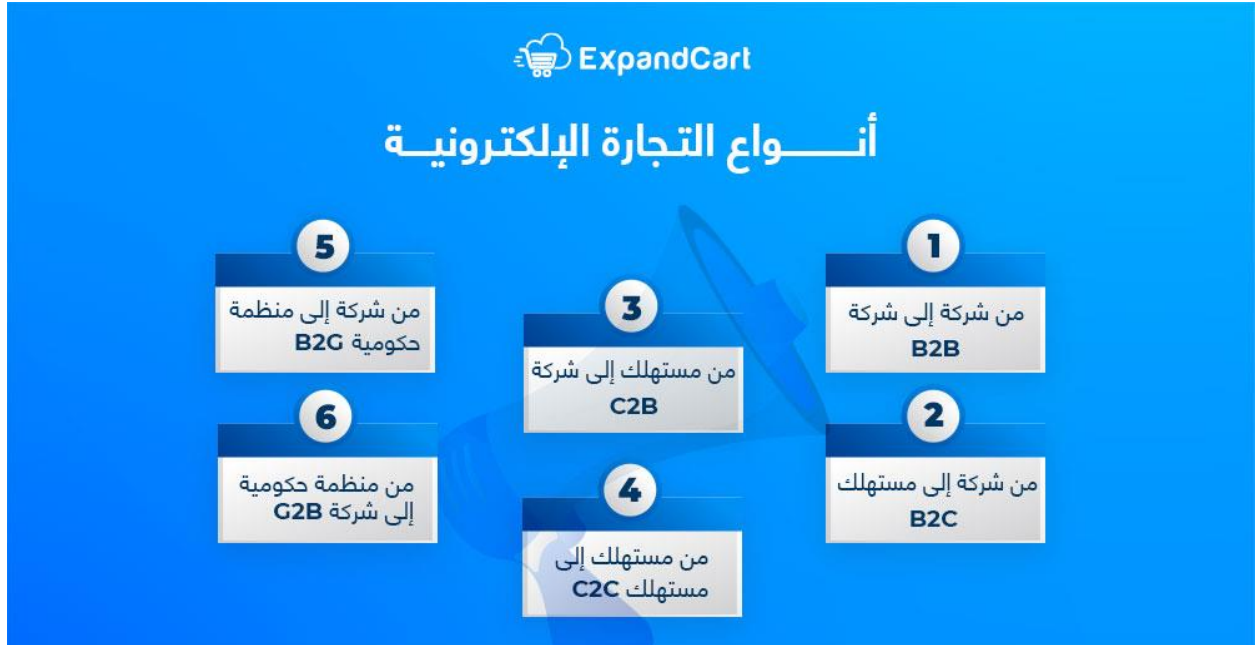 ExpandCart
أنـــــــواع التجارة الإلكترونيـــة
1
من شركة إلى شركة
B2B
2
من شركة إلى مستهلك
B2C
3
من مستهلك إلى شركة
C2B
4
من مستهلك إلى
مستهلك C2C
5
من شركة إلى منظمة
حكومية B2G
6
من منظمة حكومية
إلى شركة G2B